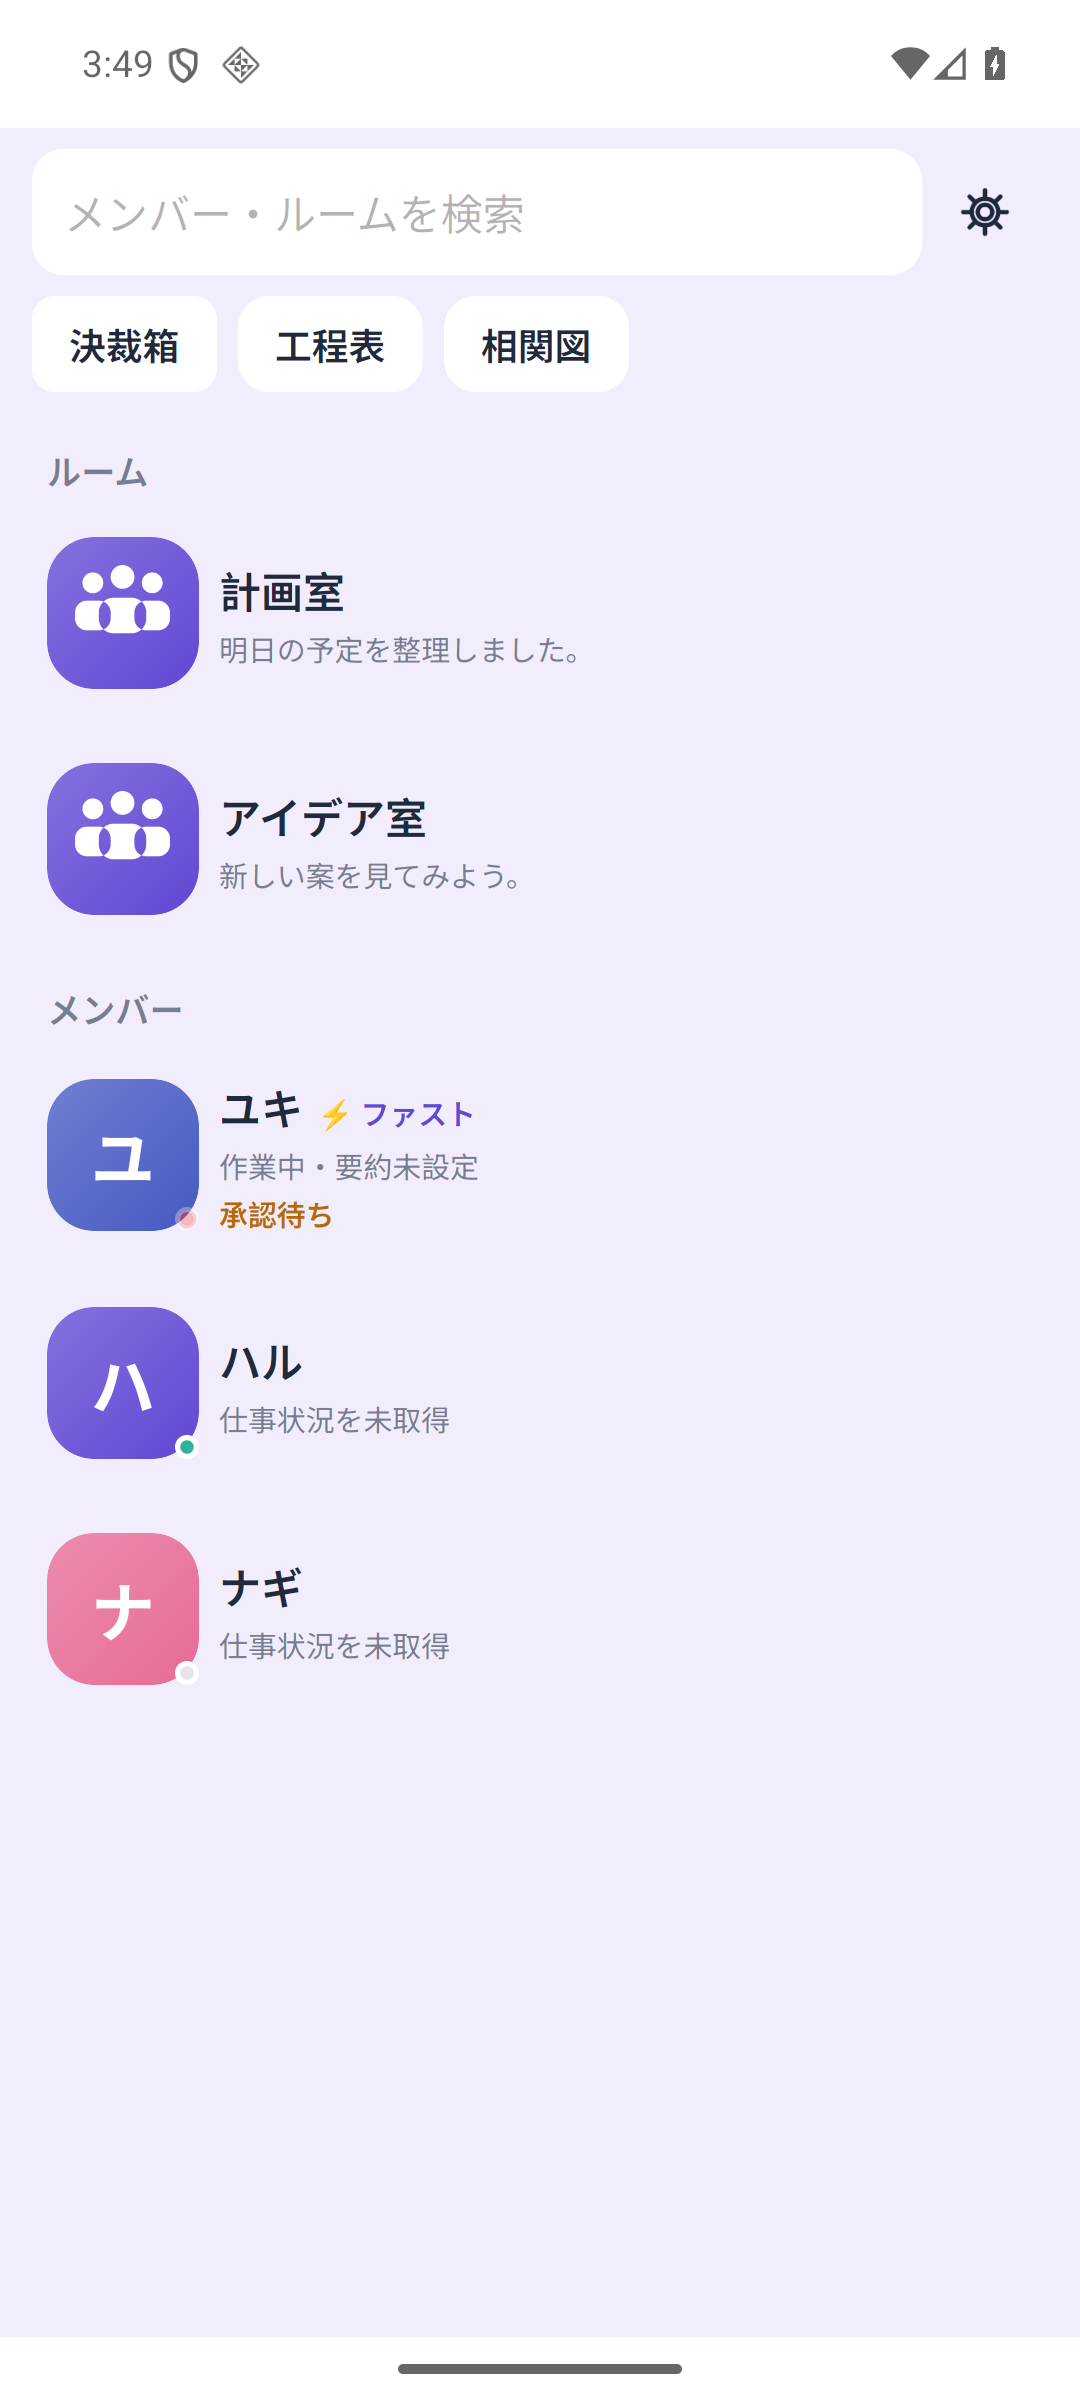 3:49
メンバー・ルームを検索
決裁箱 工程表 相関図
ルーム
計画室
明日の予定を整理しました。
アイデア室
新しい案を見てみよう。
メンバー
ユ
ユキ ⚡ ファスト
作業中・要約未設定
承認待ち
ハ
ハル
仕事状況を未取得
ナ
ナギ
仕事状況を未取得